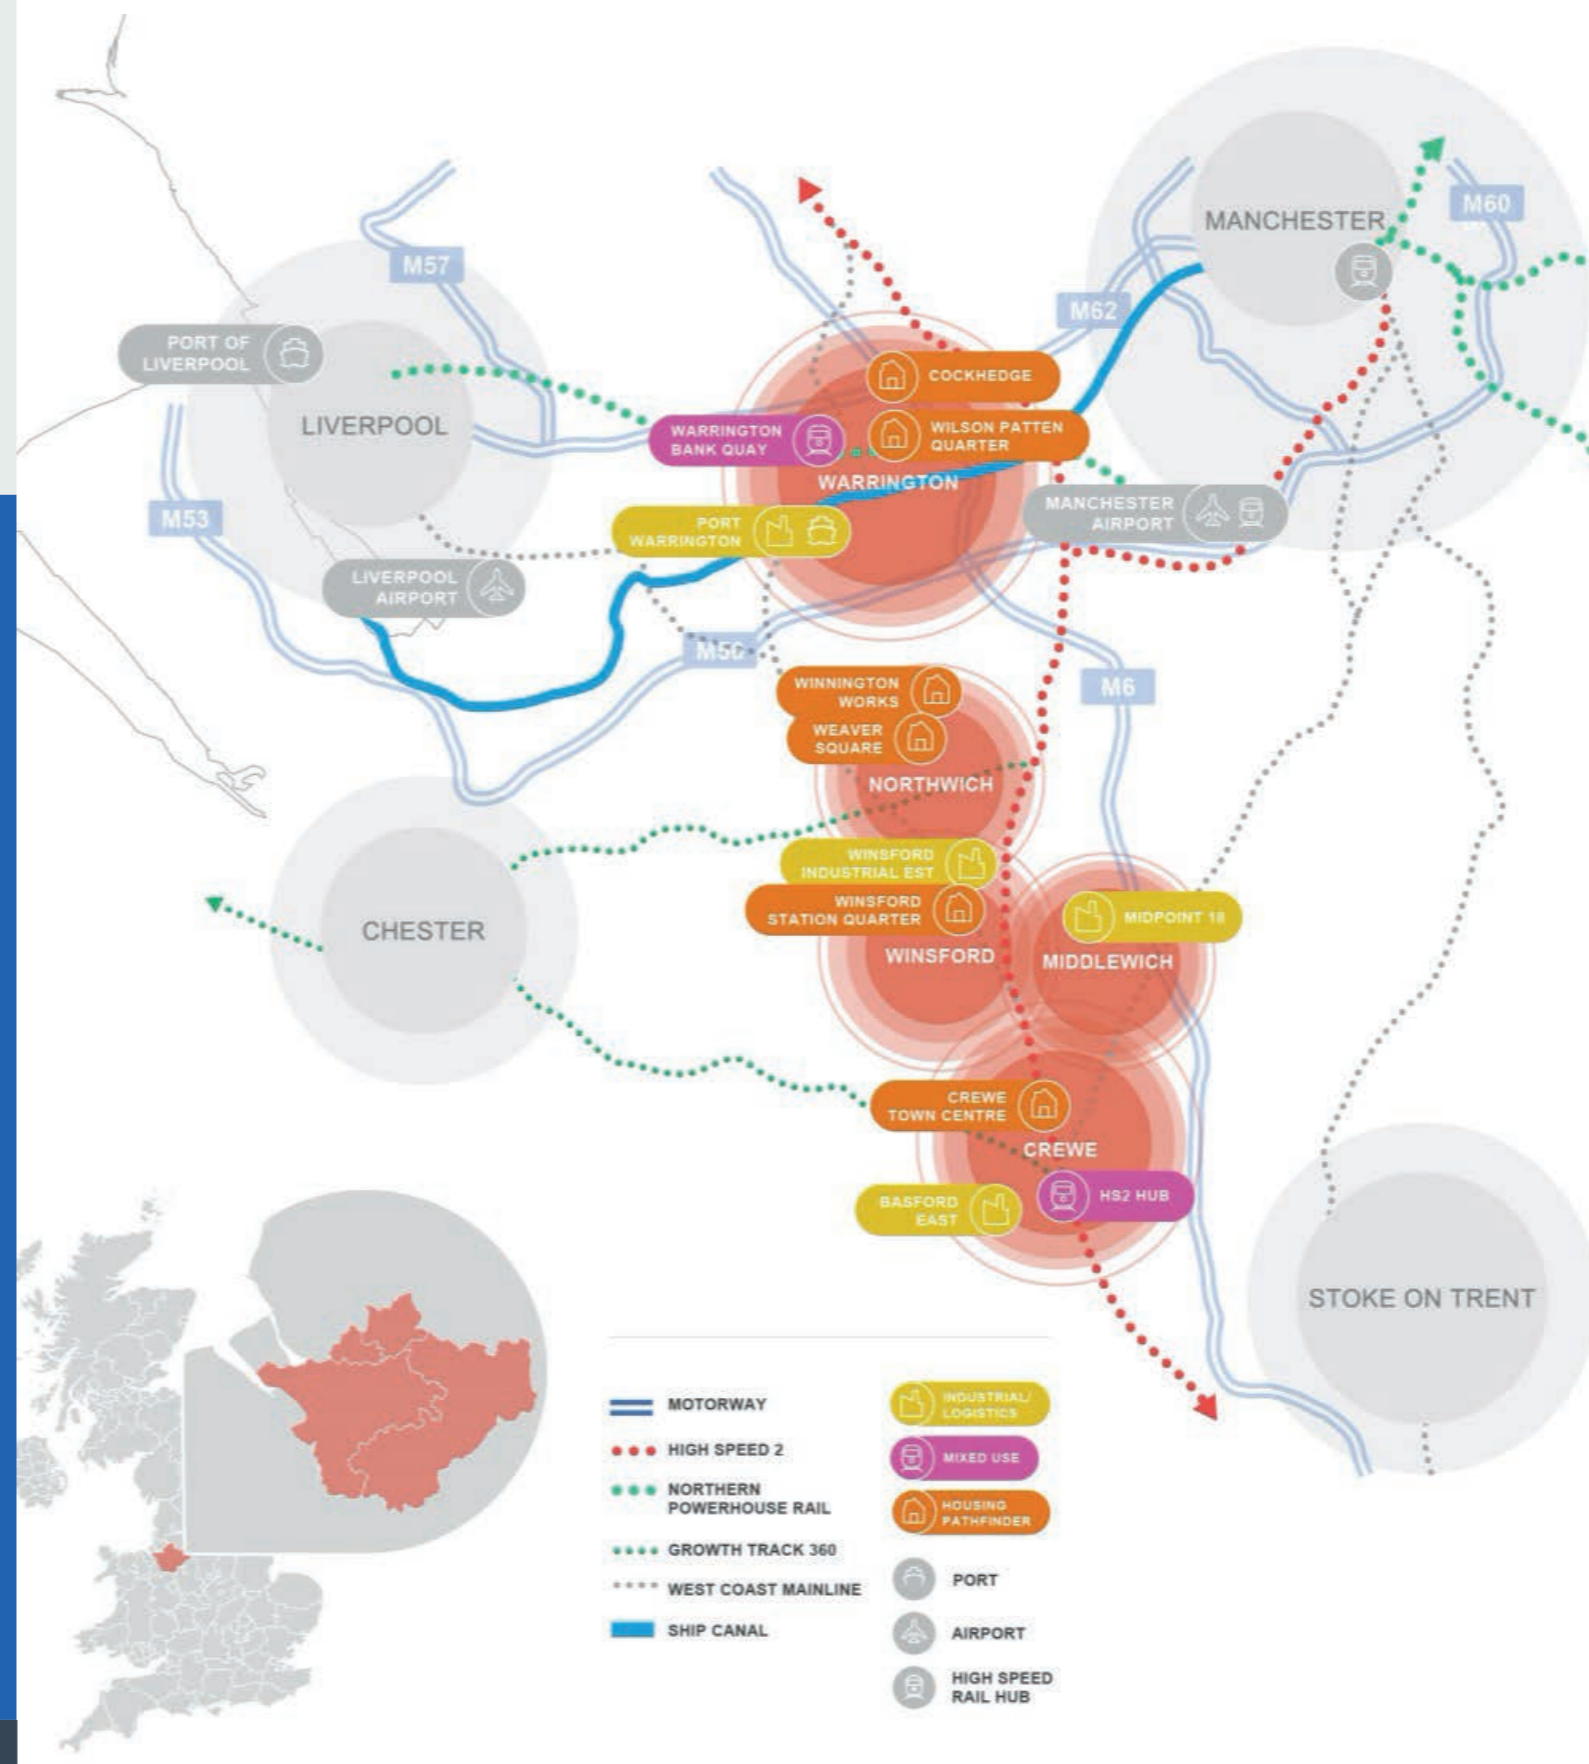 MANCHESTER
M60
M57
M62
PORT OF
LIVERPOOL
COCKHEDGE
LIVERPOOL
WARRINGTON
BANK QUAY
WILSON PATTEN
QUARTER
WARRINGTON
M53
PORT
WARRINGTON
MANCHESTER
AIRPORT
LIVERPOOL
AIRPORT
M56
M6
WINNINGTON
WORKS
WEAVER
SQUARE
NORTHWICH
WINSFORD
INDUSTRIAL EST
WINSFORD
STATION QUARTER
MIDPOINT 18
CHESTER
WINSFORD
MIDDLEWICH
CREWE
TOWN CENTRE
CREWE
BASFORD
EAST
HS2 HUB
STOKE ON TRENT
MOTORWAY
HIGH SPEED 2
NORTHERN
POWERHOUSE RAIL
GROWTH TRACK 360
WEST COAST MAINLINE
SHIP CANAL
INDUSTRIAL/
LOGISTICS
MIXED USE
HOUSING
PATHFINDER
PORT
AIRPORT
HIGH SPEED
RAIL HUB